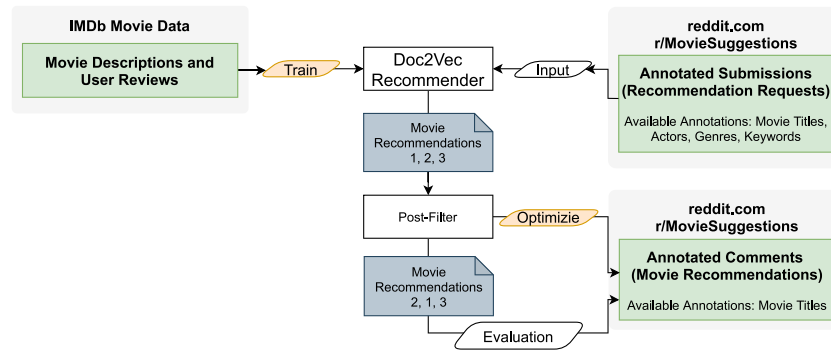 IMDb Movie Data
Movie Descriptions and
User Reviews
Train
Doc2Vec
Recommender
Input
reddit.com
r/MovieSuggestions
Annotated Submissions
(Recommendation Requests)
Available Annotations: Movie Titles,
Actors, Genres, Keywords
Movie
Recommendations
1, 2, 3
Post-Filter
Optimizie
reddit.com
r/MovieSuggestions
Annotated Comments
(Movie Recommendations)
Available Annotations: Movie Titles
Movie
Recommendations
2, 1, 3
Evaluation